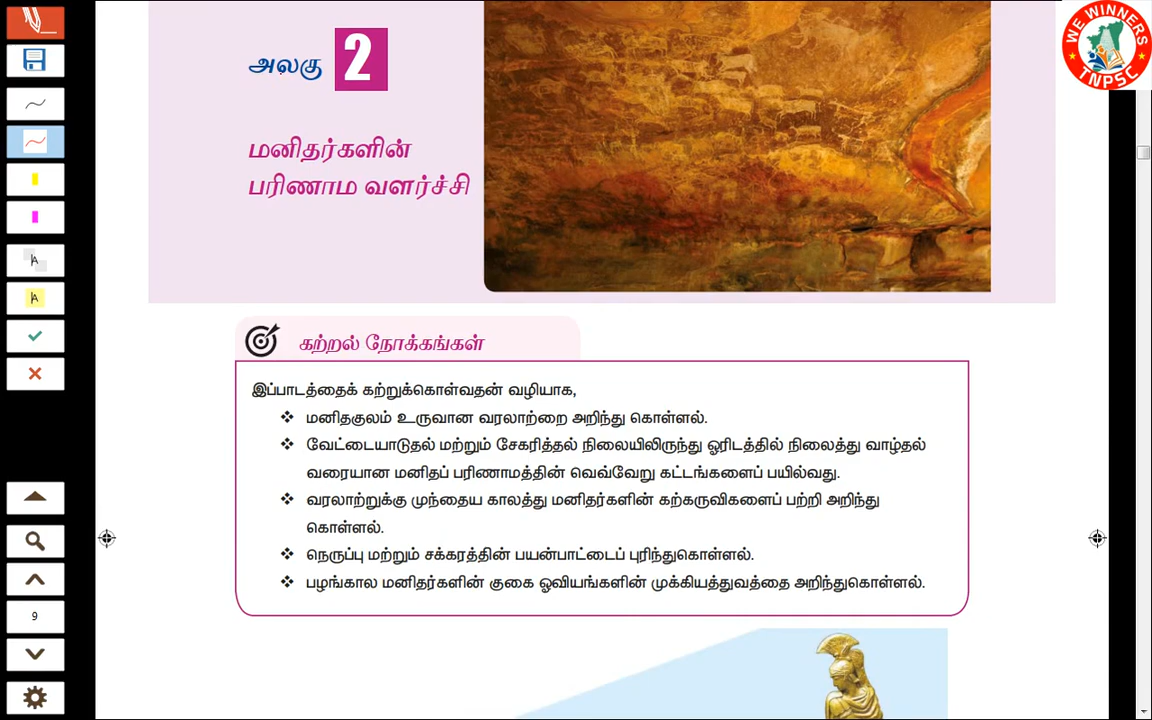 WE WINNERS
TNPSC
அலகு 2
மனிதர்களின்
பரிணாம வளர்ச்சி
கற்றல் நோக்கங்கள்
இப்பாடத்தைக் கற்றுக்கொள்வதன் வழியாக,
❖ மனிதகுலம் உருவான வரலாற்றை அறிந்து கொள்ளல்.
❖ வேட்டையாடுதல் மற்றும் சேகரித்தல் நிலையிலிருந்து ஓரிடத்தில் நிலைத்து வாழ்தல்
வரையான மனிதப் பரிணாமத்தின் வெவ்வேறு கட்டங்களைப் பயில்வது.
❖ வரலாற்றுக்கு முந்தைய காலத்து மனிதர்களின் கற்கருவிகளைப் பற்றி அறிந்து
கொள்ளல்.
❖ நெருப்பு மற்றும் சக்கரத்தின் பயன்பாட்டைப் புரிந்துகொள்ளல்.
❖ பழங்கால மனிதர்களின் குகை ஓவியங்களின் முக்கியத்துவத்தை அறிந்துகொள்ளல்.
A
A
9